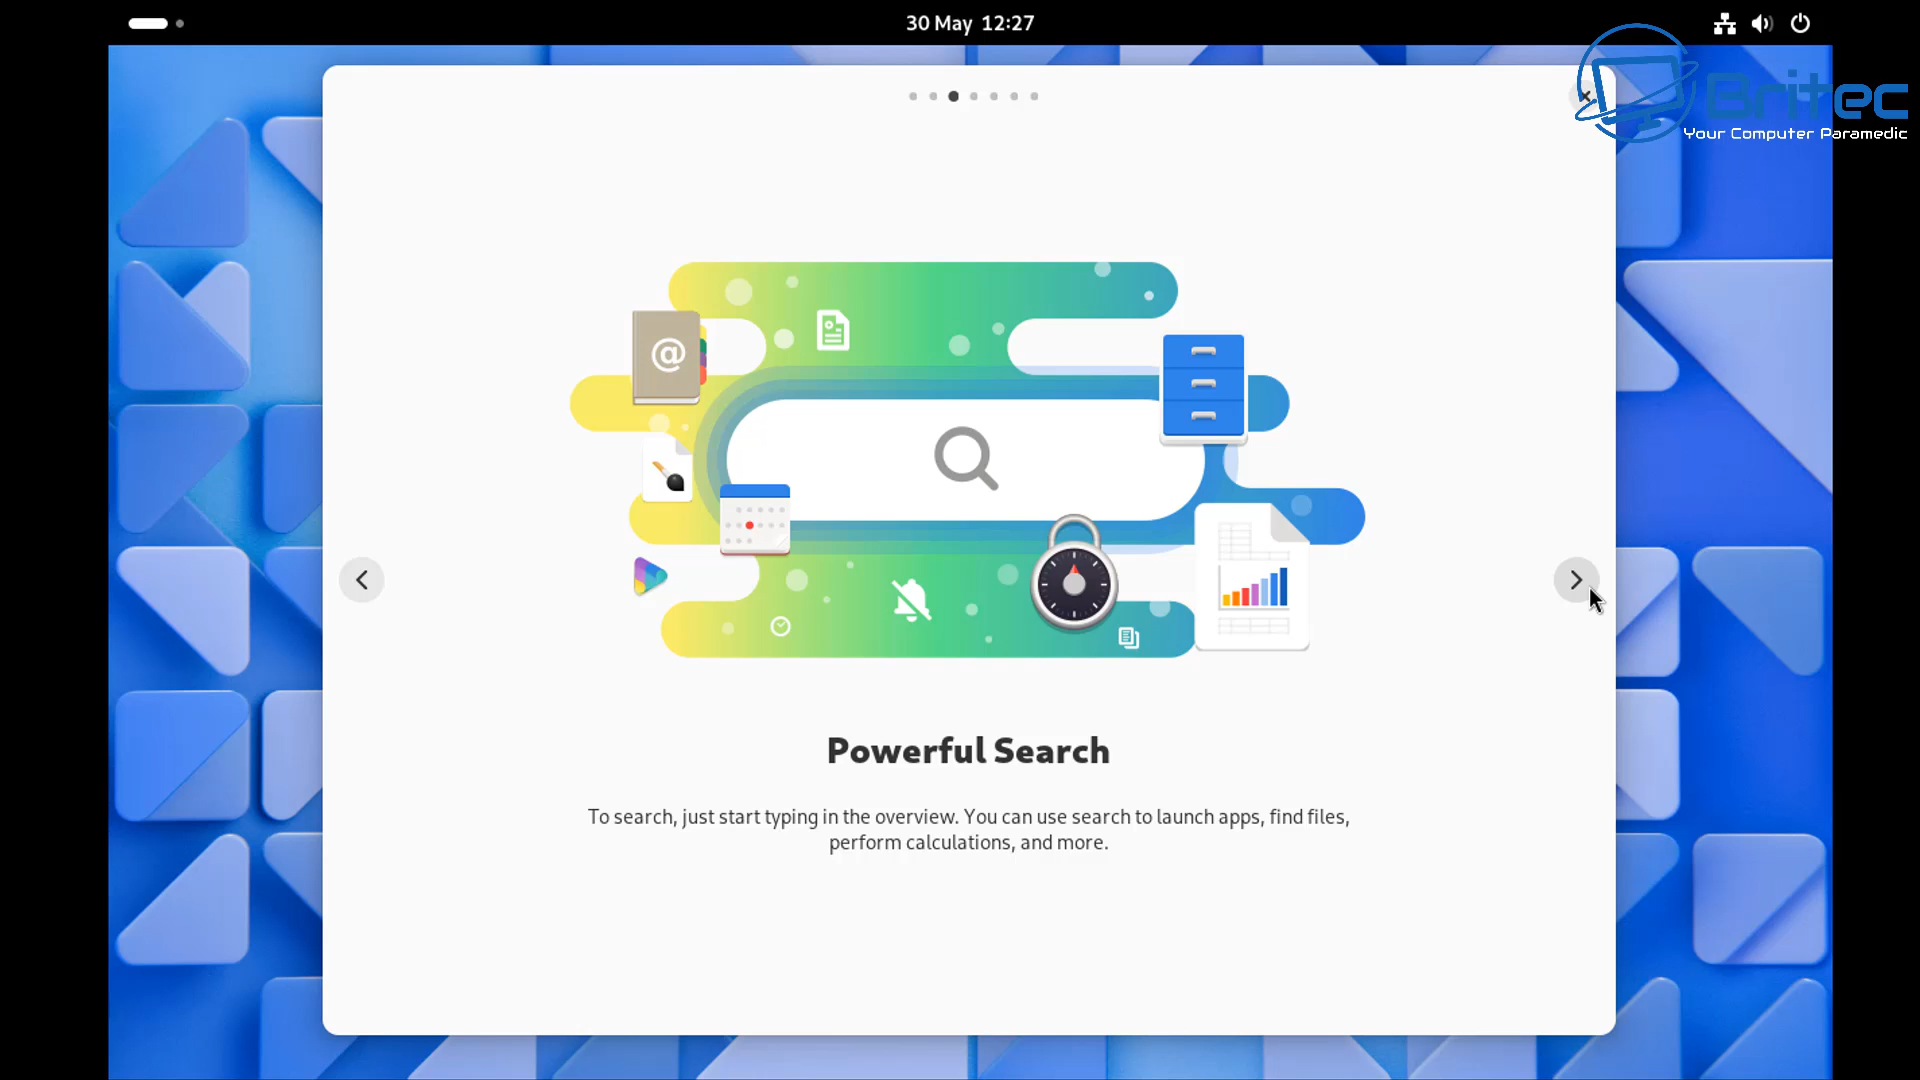 30 May 12:27
Britec
Your Computer Paramedic
@
Powerful Search
To search, just start typing in the overview. You can use search to launch apps, find files,
perform calculations, and more.